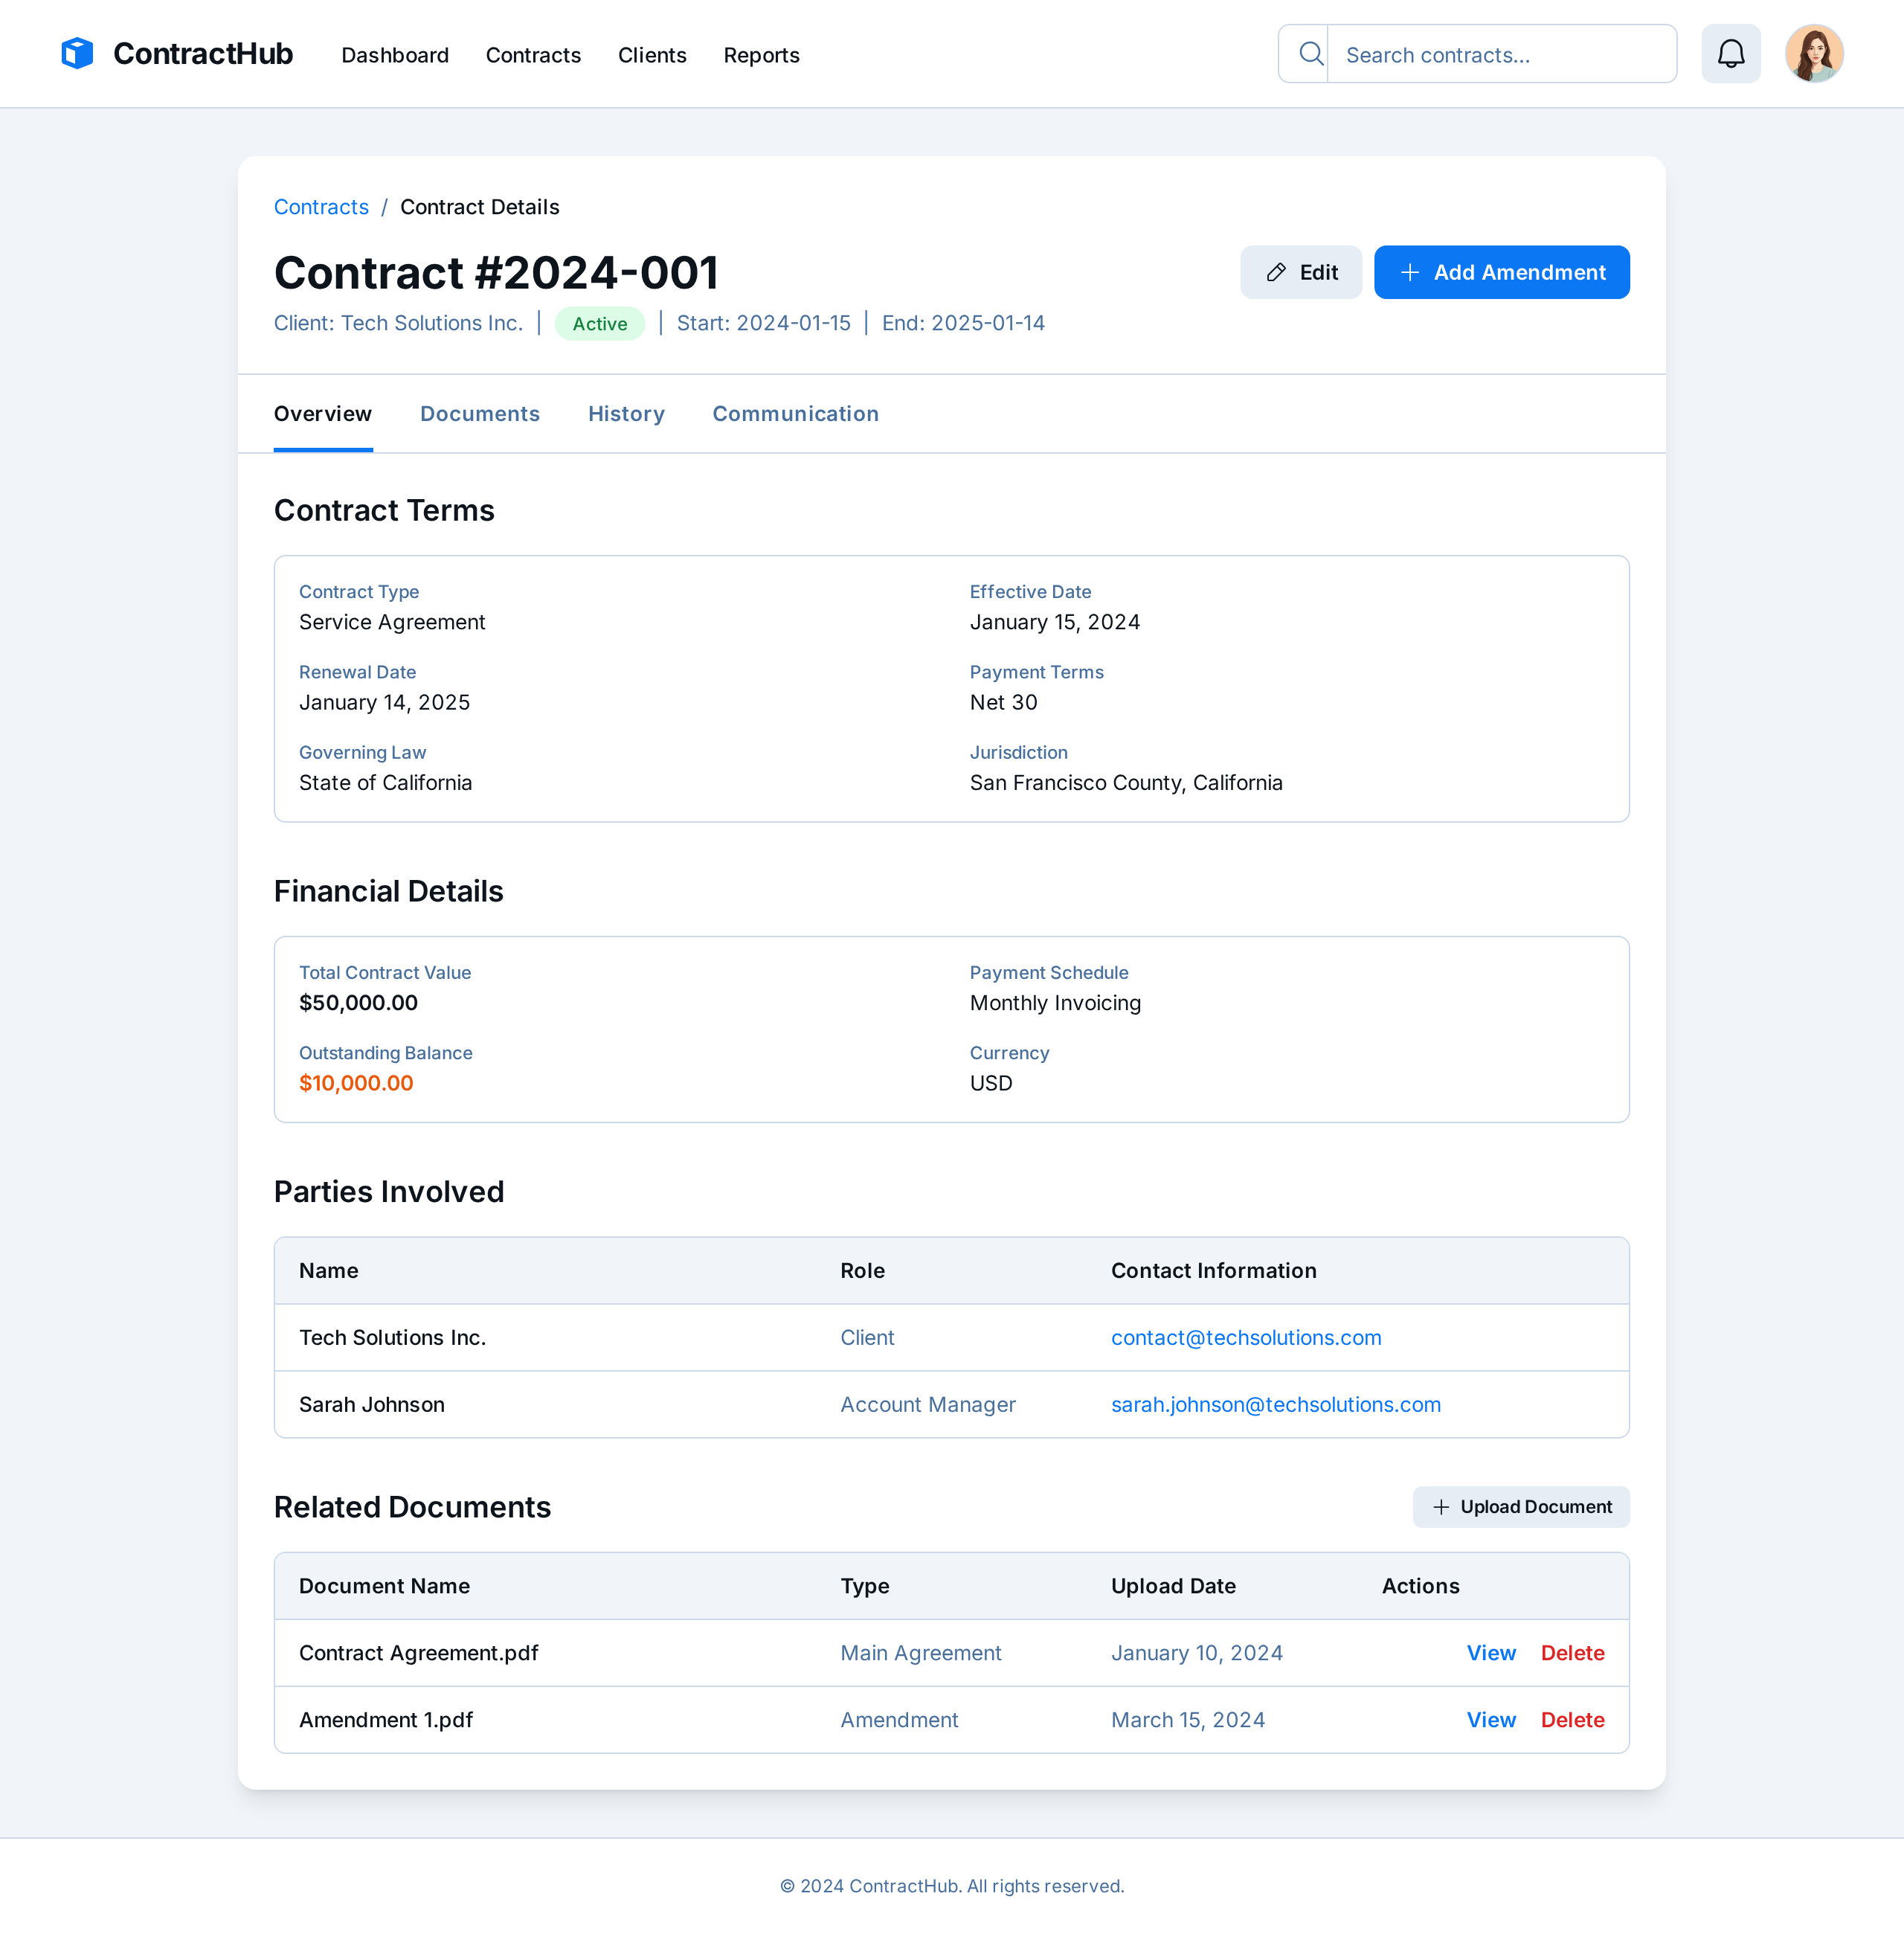 ContractHub Dashboard Contracts Clients Reports Search contracts...
Contracts / Contract Details
Contract #2024-001 Edit Add Amendment
Client: Tech Solutions Inc. | Active | Start: 2024-01-15 | End: 2025-01-14
Overview Documents History Communication
Contract Terms
Contract Type Effective Date
Service Agreement January 15, 2024
Renewal Date Payment Terms
January 14, 2025 Net 30
Governing Law Jurisdiction
State of California San Francisco County, California
Financial Details
Total Contract Value Payment Schedule
$50,000.00 Monthly Invoicing
Outstanding Balance Currency
$10,000.00 USD
Parties Involved
Name Role Contact Information
Tech Solutions Inc. Client contact@techsolutions.com
Sarah Johnson Account Manager sarah.johnson@techsolutions.com
Related Documents Upload Document
Document Name Type Upload Date Actions
Contract Agreement.pdf Main Agreement January 10, 2024 View Delete
Amendment 1.pdf Amendment March 15, 2024 View Delete
© 2024 ContractHub. All rights reserved.